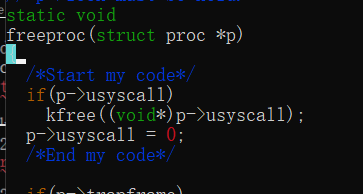 static void
freeproc(struct proc *p)
{
/*Start my code*/
if(p->usyscall)
kfree((void*)p->usyscall);
p->usyscall = 0;
/*End my code*/